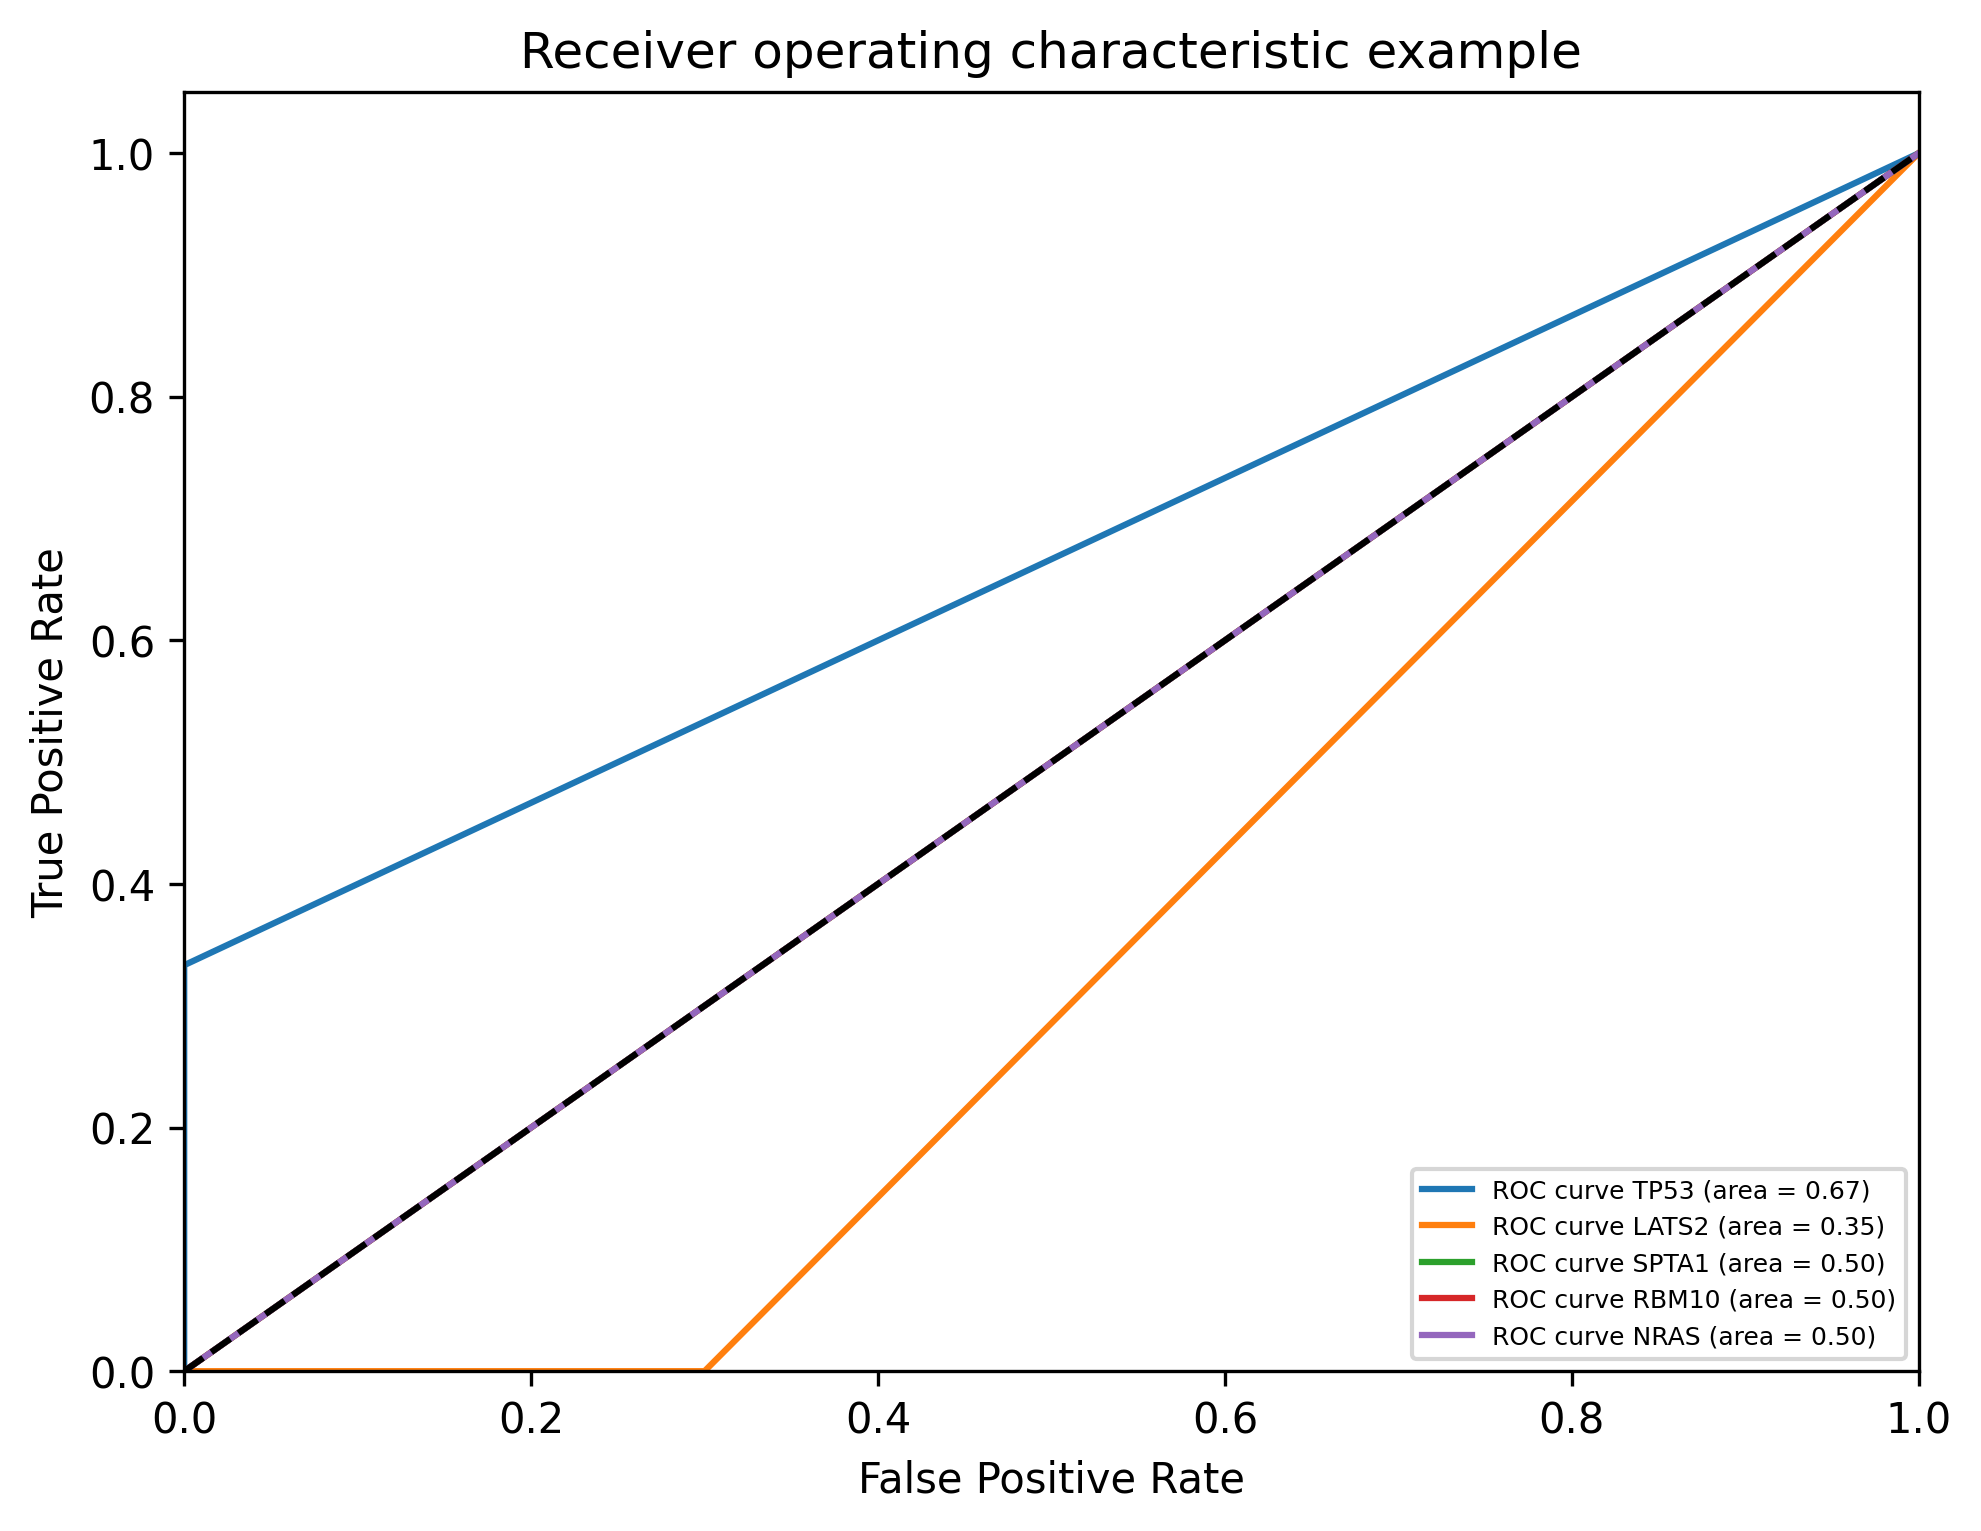 Receiver operating characteristic example
1.0
0.8
0.6
0.4
0.2
0.0
True Positive Rate
0.0 0.2 0.4 0.6 0.8 1.0
False Positive Rate
ROC curve TP53 (area = 0.67)
ROC curve LATS2 (area = 0.35)
ROC curve SPTA1 (area = 0.50)
ROC curve RBM10 (area = 0.50)
ROC curve NRAS (area = 0.50)